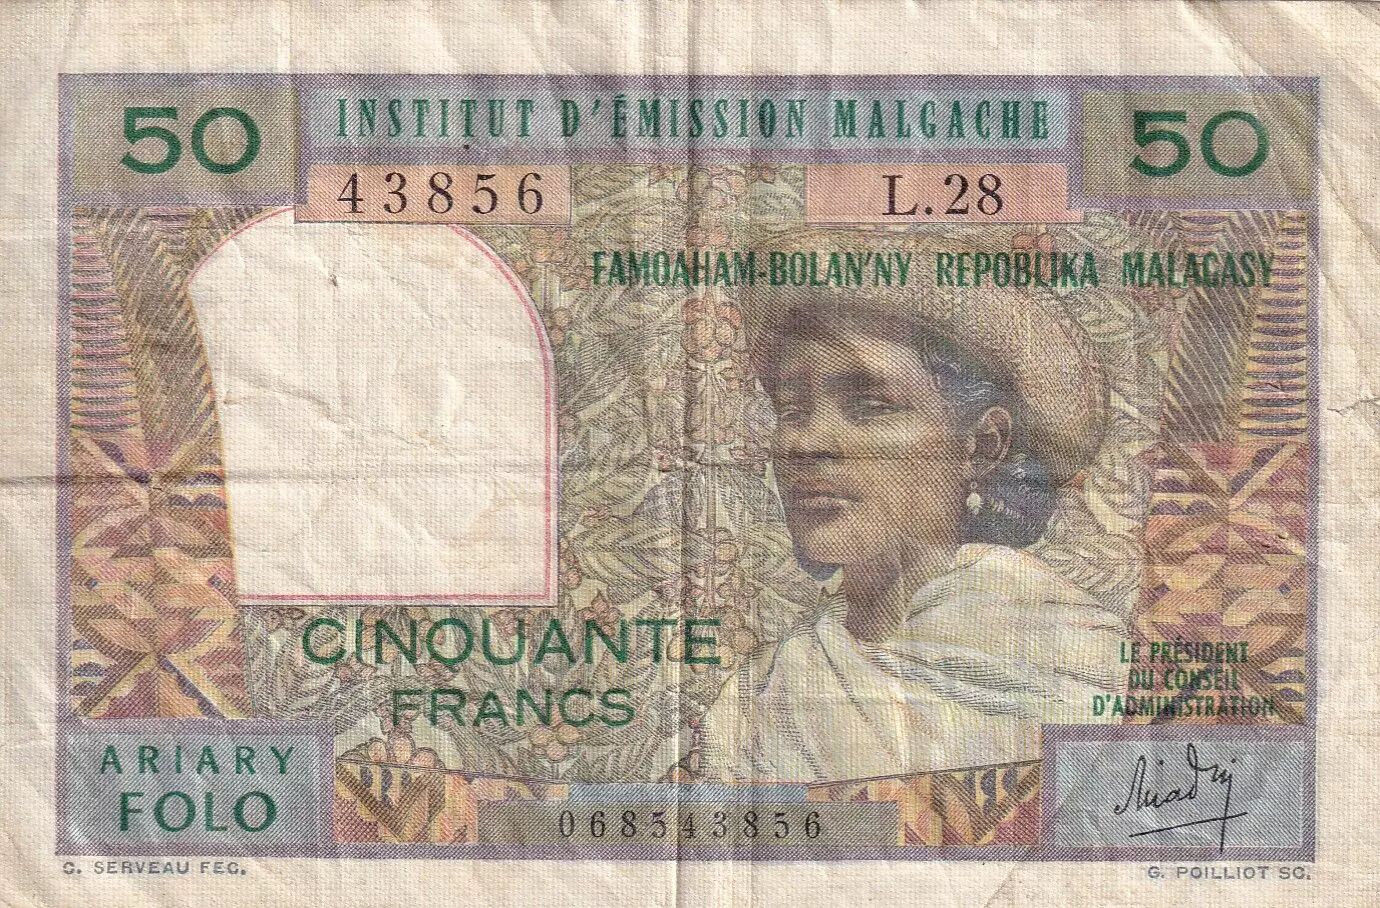 50 INSTITUT D'ÉMISSION MALGACHE 50
43856 L.28
FAMOAHAM-BOLAN'NY REPOBLIKA MALAGASY
CINQUANTE
FRANCS
LE PRÉSIDENT
DU CONSEIL
D'ADMINISTRATION
ARIARY
FOLO
068543856
C. SERVEAU FEC. G. POILLIOT SC.